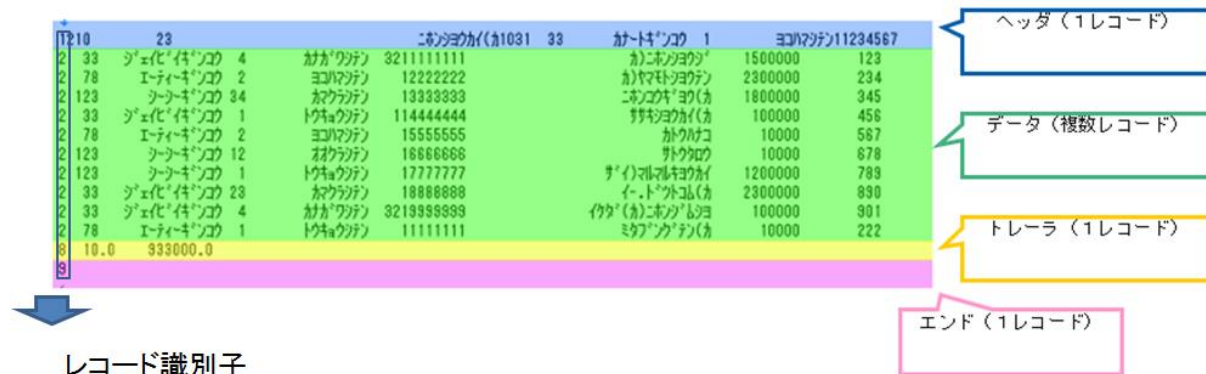 1210 23 ﾆﾎﾝｼﾖｳｶｲ(ｶ1031 33 ｶﾅｰﾄｷﾞﾝｺｳ 1 ﾖｺﾊﾏｼﾃﾝ11234567
2 33 ｼﾞｪｲﾋﾞｲｷﾞﾝｺｳ 4 ｶﾅｶﾞﾜｼﾃﾝ 3211111111 ｶ)ﾆﾎﾝｼﾖｳｼﾞ 1500000 123
2 78 ｴｰﾃｨｰｷﾞﾝｺｳ 2 ﾖｺﾊﾏｼﾃﾝ 12222222 ｶ)ﾔﾏﾓﾄｼﾖｳﾃﾝ 2300000 234
2 123 ｼｰｼｰｷﾞﾝｺｳ 34 ｶﾏｸﾗｼﾃﾝ 13333333 ﾆﾎﾝｺｳｷﾞﾖｳ(ｶ 1800000 345
2 33 ｼﾞｪｲﾋﾞｲｷﾞﾝｺｳ 1 ﾄｳｷｮｳｼﾃﾝ 114444444 ｻｻｷｼﾖｳｶｲ(ｶ 100000 456
2 78 ｴｰﾃｨｰｷﾞﾝｺｳ 2 ﾖｺﾊﾏｼﾃﾝ 15555555 ｶﾄｳﾊﾅｺ 10000 567
2 123 ｼｰｼｰｷﾞﾝｺｳ 12 ｵｵｸﾗｼﾃﾝ 16666666 ｻﾄｳﾀﾛｳ 10000 678
2 123 ｼｰｼｰｷﾞﾝｺｳ 1 ﾄｳｷｮｳｼﾃﾝ 17777777 ｻﾞｲ)ﾏﾙﾏﾙｷﾖｳｶｲ 1200000 789
2 33 ｼﾞｪｲﾋﾞｲｷﾞﾝｺｳ 23 ｶﾏｸﾗｼﾃﾝ 18888888 ｲｰ.ﾄﾞﾂﾄｺﾑ(ｶ 2300000 890
2 33 ｼﾞｪｲﾋﾞｲｷﾞﾝｺｳ 4 ｶﾅｶﾞﾜｼﾃﾝ 3219999999 ｲｹﾀﾞ(ｶ)ﾆﾎﾝｼﾞﾑｼﾖ 100000 901
2 78 ｴｰﾃｨｰｷﾞﾝｺｳ 1 ﾄｳｷｮｳｼﾃﾝ 11111111 ﾐﾀﾌﾞﾝｸﾞﾃﾝ(ｶ 10000 222
8 10.0 933000.0
9
ヘッダ（1レコード）
データ（複数レコード）
トレーラ（1レコード）
エンド（1レコード）
レコード識別子